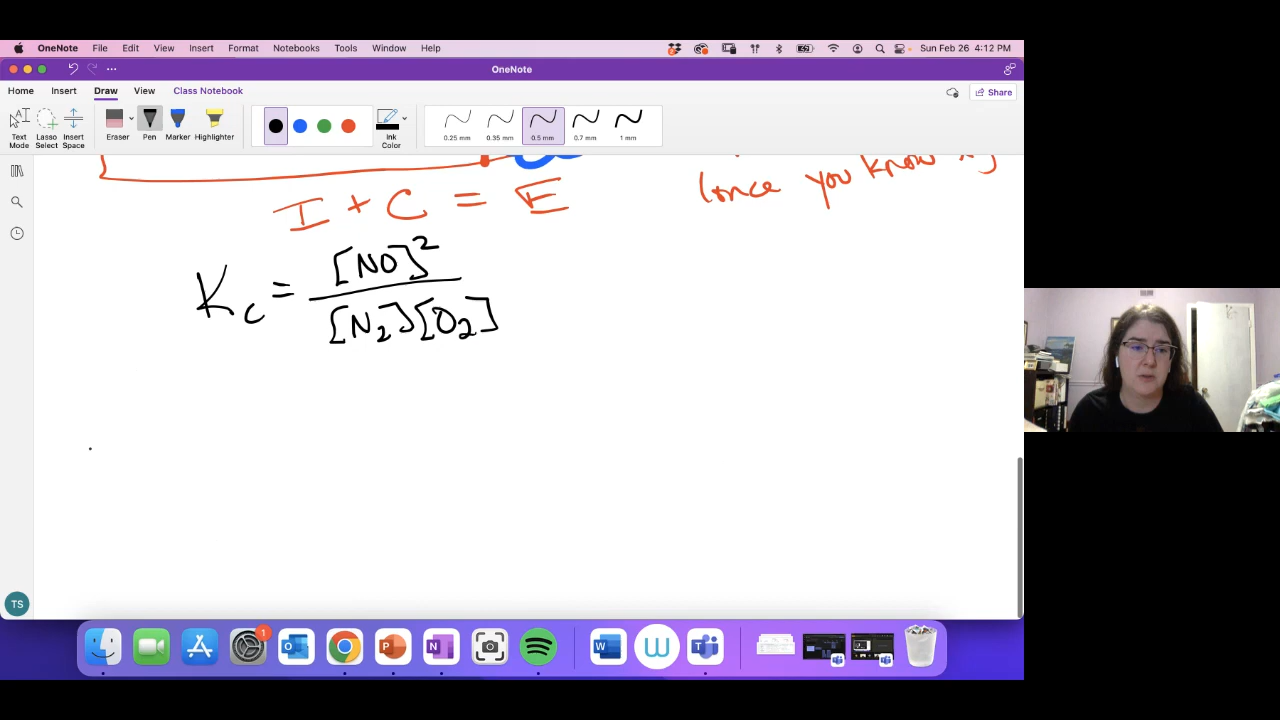 OneNote File Edit View Insert Format Notebooks Tools Window Help Sun Feb 26 4:12 PM
OneNote
Home Insert Draw View Class Notebook Share
Text Mode Lasso Select Insert Space Eraser Pen Marker Highlighter Ink Color 0.25 mm 0.35 mm 0.5 mm 0.7 mm 1 mm
(once you know
I + C = E
Kc = [NO]²
[N₂][O₂]
TS
1